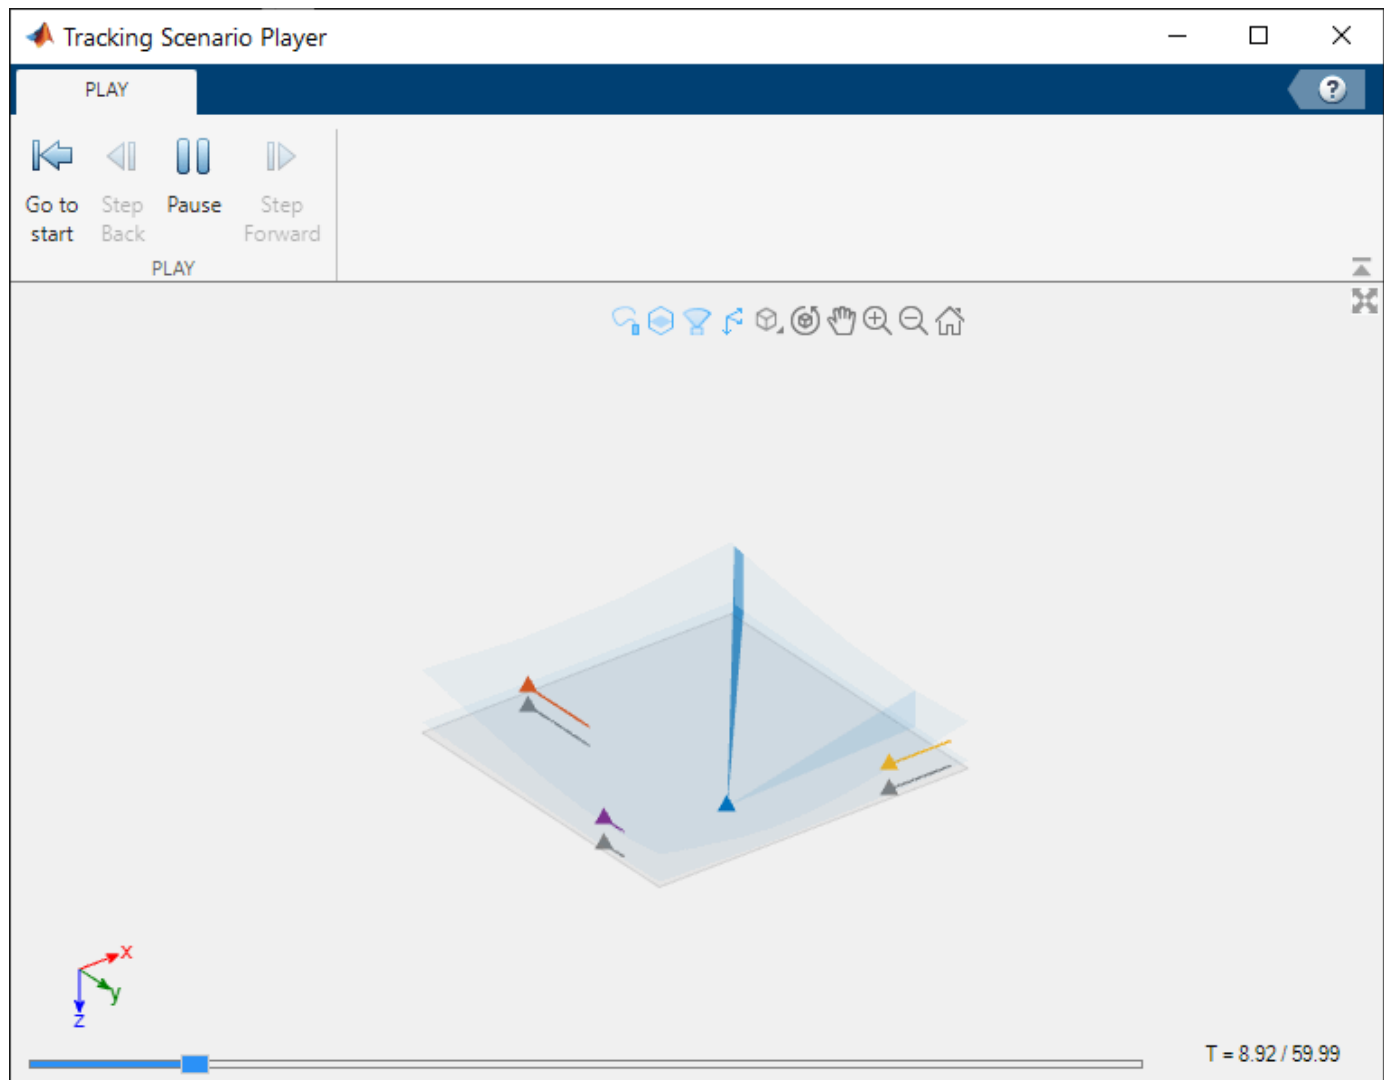 Tracking Scenario Player
PLAY
?
Go to
start
Step
Back
Pause
Step
Forward
PLAY
x
y
z
T = 8.92 / 59.99